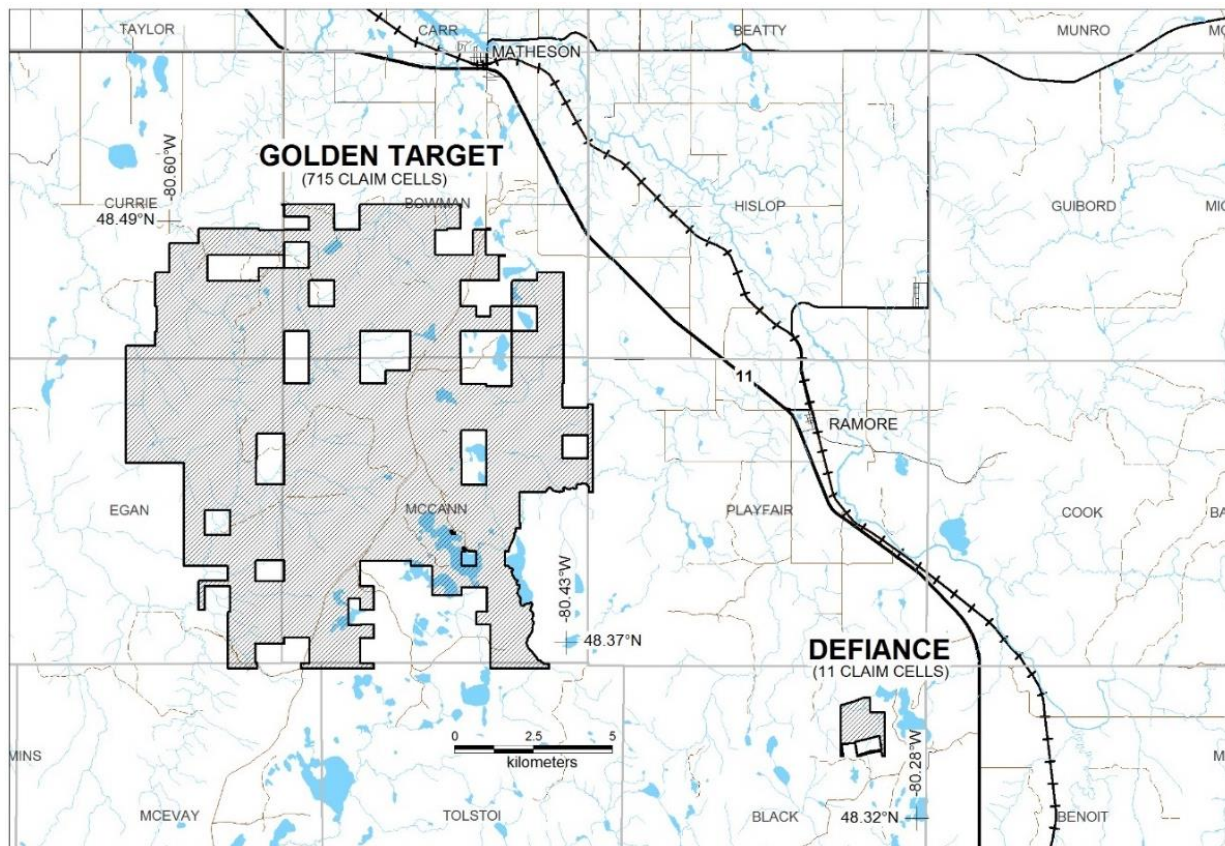 TAYLOR
CARR
BEATTY
MUNRO
MATHESON
-80.60°W
GOLDEN TARGET
(715 CLAIM CELLS)
CURRIE
BOWMAN
HISLOP
GUIBORD
48.49°N
11
RAMORE
EGAN
MCCANN
PLAYFAIR
COOK
BA
-80.43°W
48.37°N
DEFIANCE
(11 CLAIM CELLS)
0 2.5 5
kilometers
-80.28°W
MINS
MCEVAY
TOLSTOI
BLACK
48.32°N
BENOIT